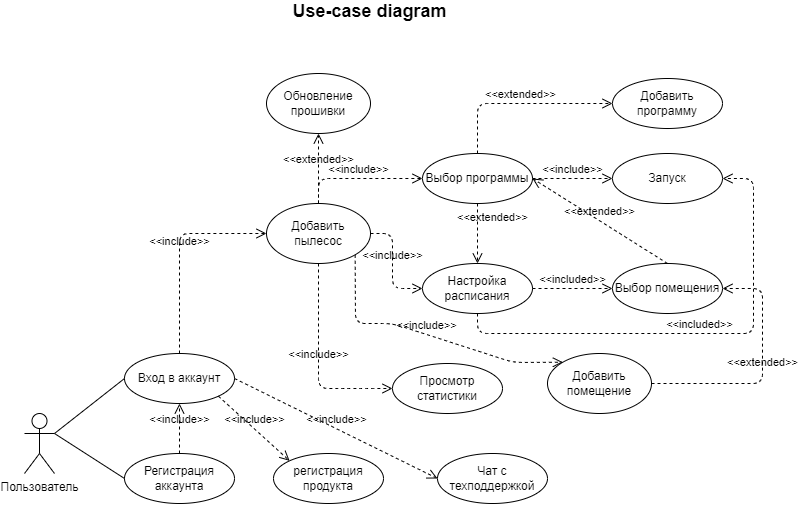 Use-case diagram
Обновление
прошивки
<<extended>>
Добавить
программу
<<extended>>
<<include>>
Выбор программы
<<include>>
Запуск
<<extended>>
<<extended>>
Добавить
пылесос
<<include>>
<<include>>
Настройка
расписания
<<included>>
Выбор помещения
<<include>>
<<included>>
<<include>>
<<extended>>
Вход в аккаунт
Просмотр
статистики
Добавить
помещение
<<include>>
<<include>>
<<include>>
Пользователь
Регистрация
аккаунта
регистрация
продукта
Чат с
техподдержкой